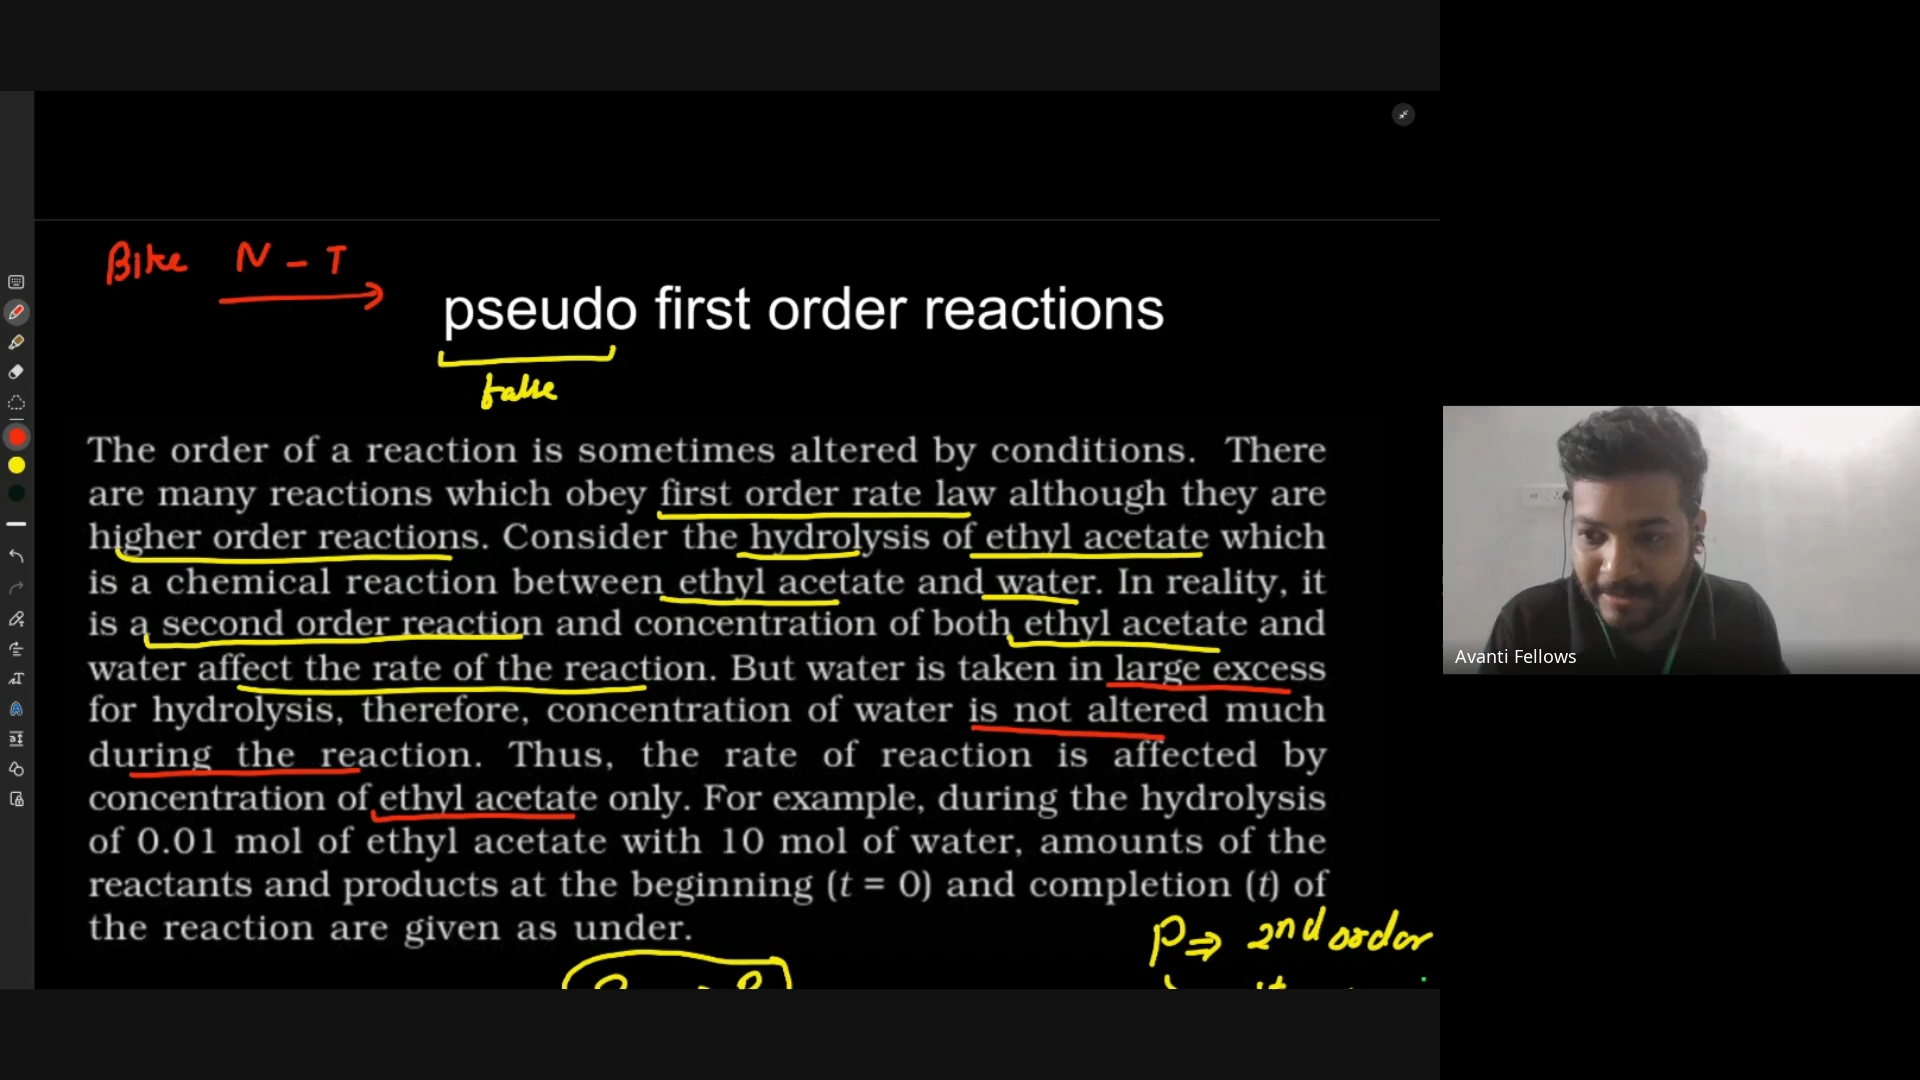 Bike N - T
pseudo first order reactions
false
The order of a reaction is sometimes altered by conditions. There
are many reactions which obey first order rate law although they are
higher order reactions. Consider the hydrolysis of ethyl acetate which
is a chemical reaction between ethyl acetate and water. In reality, it
is a second order reaction and concentration of both ethyl acetate and
water affect the rate of the reaction. But water is taken in large excess
for hydrolysis, therefore, concentration of water is not altered much
during the reaction. Thus, the rate of reaction is affected by
concentration of ethyl acetate only. For example, during the hydrolysis
of 0.01 mol of ethyl acetate with 10 mol of water, amounts of the
reactants and products at the beginning (t = 0) and completion (t) of
the reaction are given as under.
P ⇒ 2nd order
Avanti Fellows